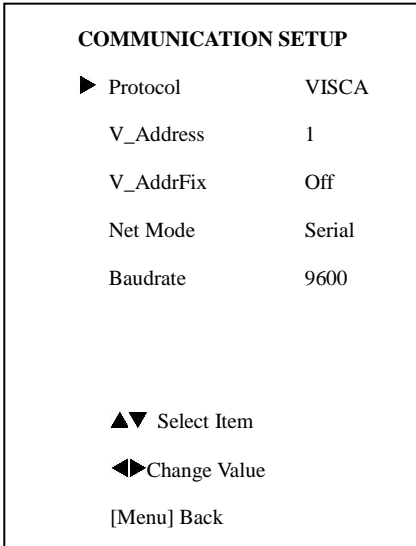 COMMUNICATION SETUP
▶ Protocol VISCA
V_Address 1
V_AddrFix Off
Net Mode Serial
Baudrate 9600
▲▼ Select Item
◀▶Change Value
[Menu] Back